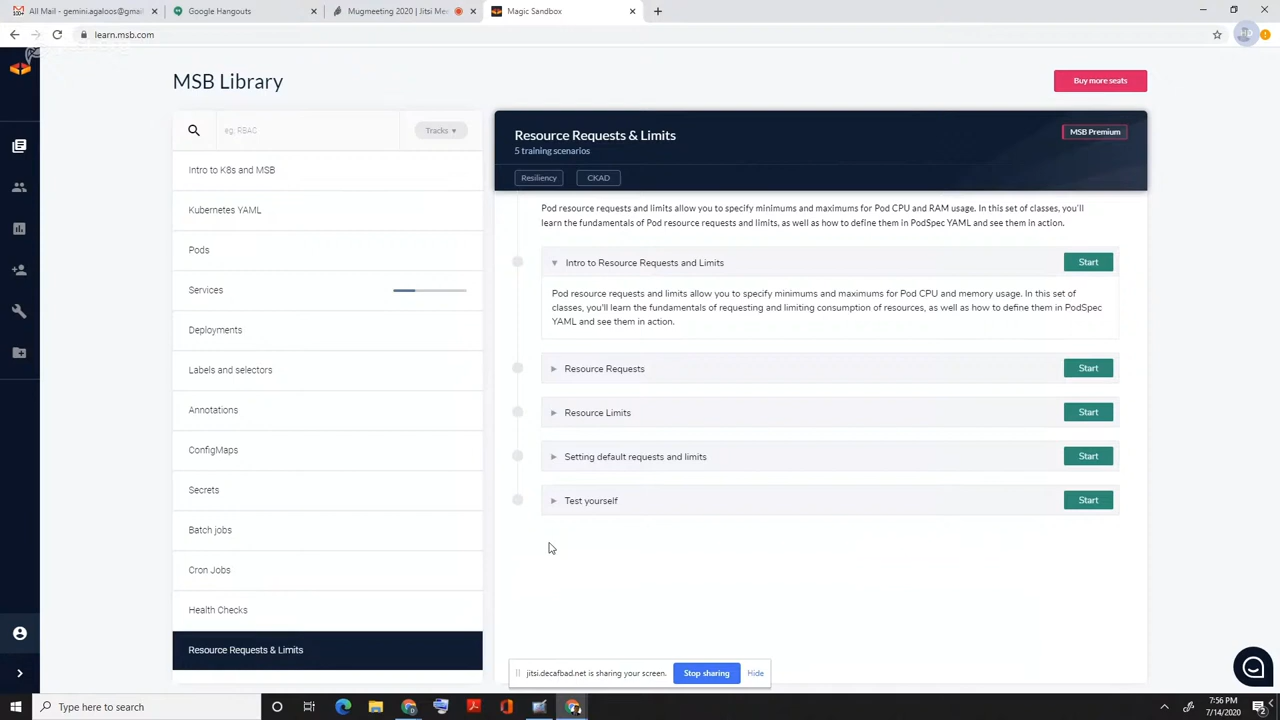 All Mail - gemini.agaloos@gmail
Google Hangouts
Mugmeeting 2020 | Jitsi Me
Magic Sandbox
learn.msb.com
HD
MSB Library
Buy more seats
eg: RBAC
Tracks
Intro to K8s and MSB
Kubernetes YAML
Pods
Services
Deployments
Labels and selectors
Annotations
ConfigMaps
Secrets
Batch jobs
Cron Jobs
Health Checks
Resource Requests & Limits
Resource Requests & Limits
MSB Premium
5 training scenarios
Resiliency
CKAD
Pod resource requests and limits allow you to specify minimums and maximums for Pod CPU and RAM usage. In this set of classes, you'll
learn the fundamentals of Pod resource requests and limits, as well as how to define them in PodSpec YAML and see them in action.
Intro to Resource Requests and Limits
Start
Pod resource requests and limits allow you to specify minimums and maximums for Pod CPU and memory usage. In this set of
classes, you'll learn the fundamentals of requesting and limiting consumption of resources, as well as how to define them in PodSpec
YAML and see them in action.
Resource Requests
Start
Resource Limits
Start
Setting default requests and limits
Start
Test yourself
Start
jitsi.decafbad.net is sharing your screen.
Stop sharing
Hide
Type here to search
7:56 PM
7/14/2020
2